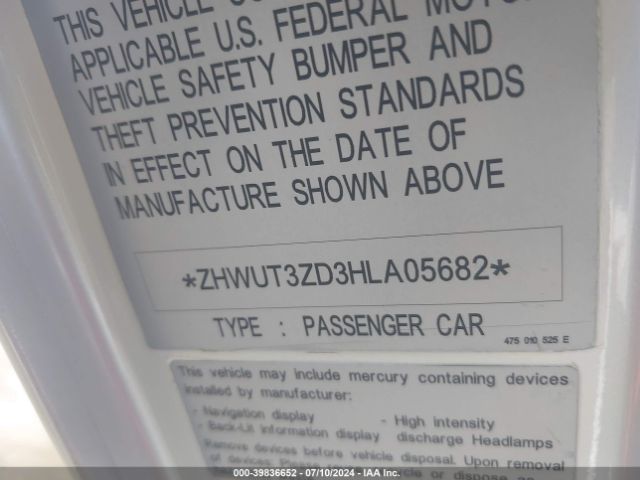 THIS VEHICLE
APPLICABLE U.S. FEDERAL
VEHICLE SAFETY BUMPER AND
THEFT PREVENTION STANDARDS
IN EFFECT ON THE DATE OF
MANUFACTURE SHOWN ABOVE
*ZHWUT3ZD3HLA05682*
TYPE : PASSENGER CAR
475 010 525 E
This vehicle may include mercury containing devices
installed by manufacturer:
- Navigation display - High intensity
- Back-Lit information display discharge Headlamps
Remove devices before vehicle disposal. Upon removal
of devices: Please
000-39836652 - 07/10/2024 - IAA Inc.